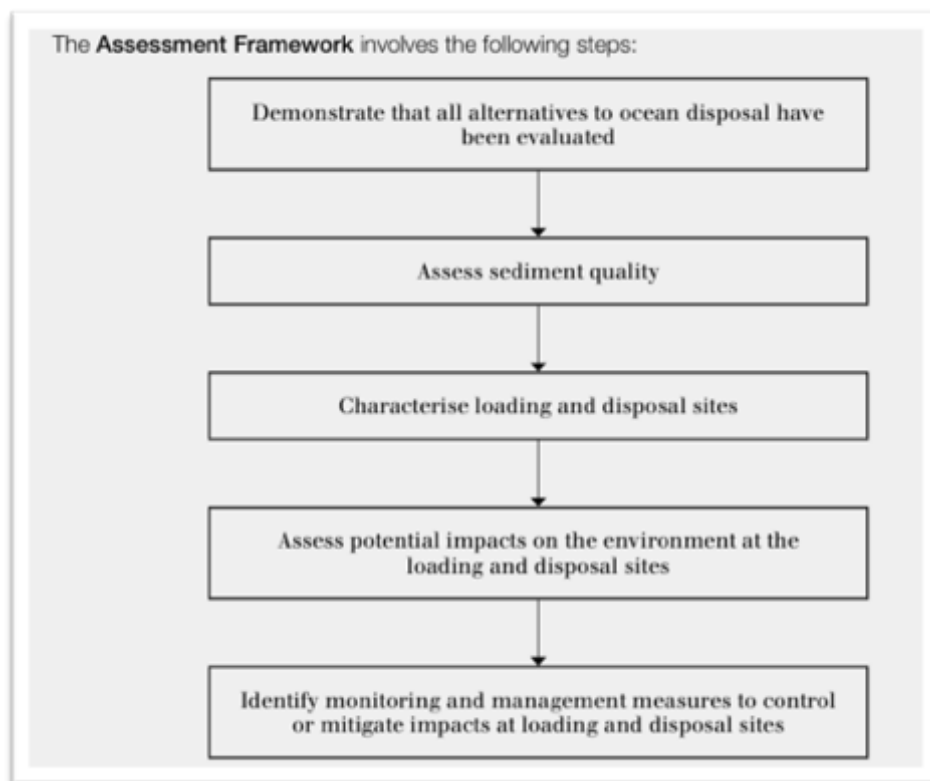 The Assessment Framework involves the following steps:
Demonstrate that all alternatives to ocean disposal have
been evaluated
Assess sediment quality
Characterise loading and disposal sites
Assess potential impacts on the environment at the
loading and disposal sites
Identify monitoring and management measures to control
or mitigate impacts at loading and disposal sites